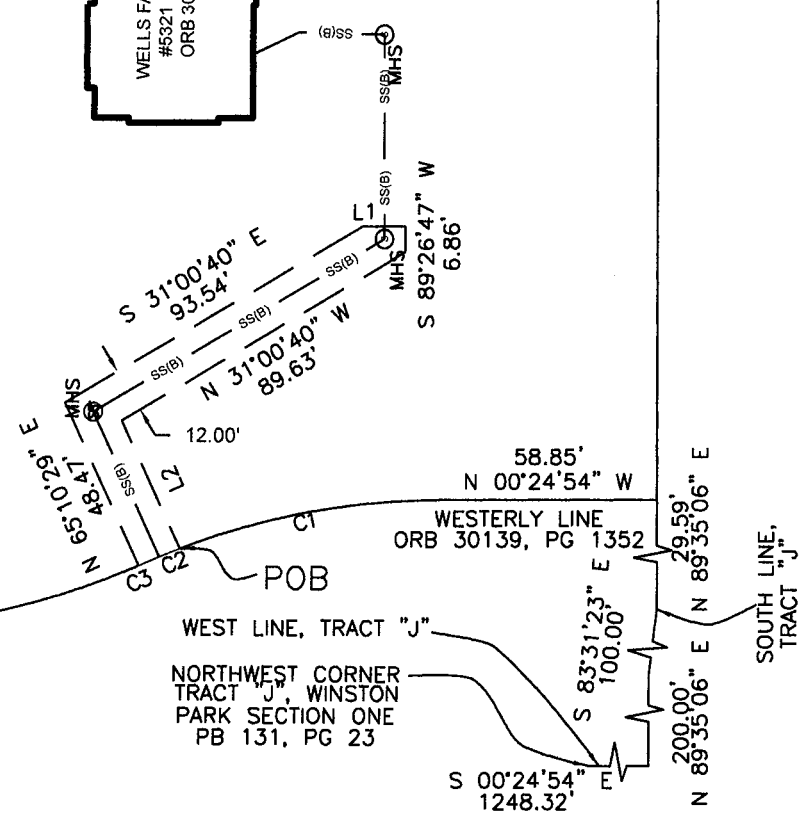 WELLS FA
#5321
ORB 30
SS(B)
MHS
SS(B)
SS(B)
L1
MHS
S 89°26'47" W
6.86'
S 31°00'40" E
93.54'
SS(B)
SS(B)
SS(B)
N 31°00'40" W
89.63'
MHS
12.00'
N 65°10'29" E
48.47'
SS(B)
L2
C3
C2
C1
POB
58.85'
N 00°24'54" W
WESTERLY LINE
ORB 30139, PG 1352
29.59'
N 89°35'06" E
SOUTH LINE,
TRACT "J"
S 83°31'23" E
100.00'
WEST LINE, TRACT "J"
NORTHWEST CORNER
TRACT "J", WINSTON
PARK SECTION ONE
PB 131, PG 23
200.00'
N 89°35'06" E
S 00°24'54" E
1248.32'